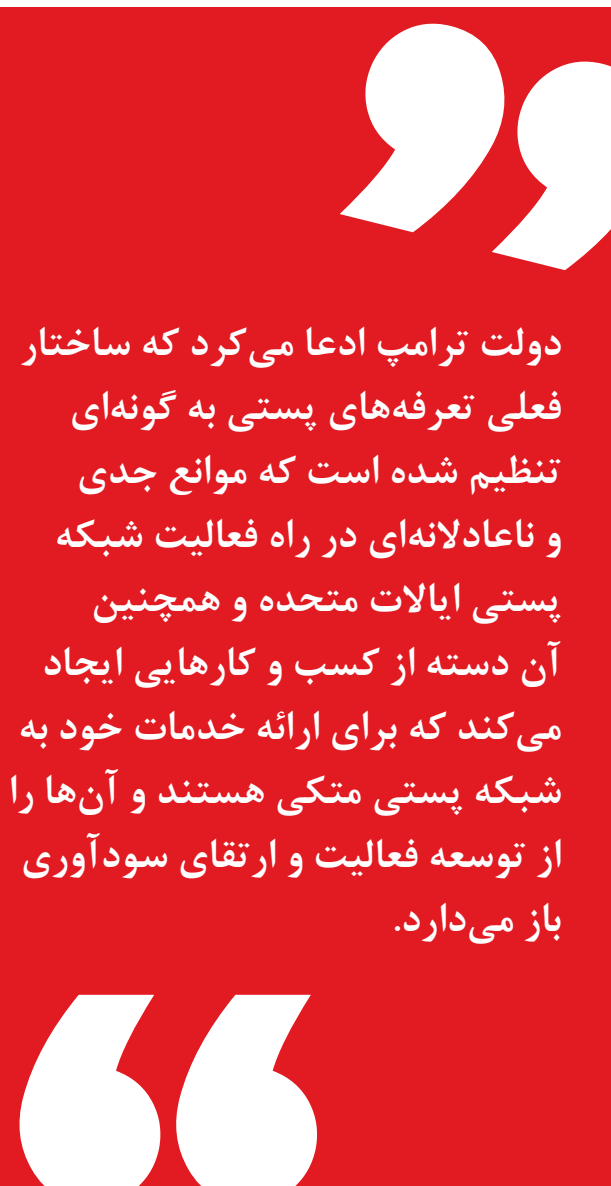 دولت ترامپ ادعا می‌کرد که ساختار
فعلی تعرفه‌های پستی به گونه‌ای
تنظیم شده است که موانع جدی
و ناعادلانه‌ای در راه فعالیت شبکه
پستی ایالات متحده و همچنین
آن دسته از کسب و کارهایی ایجاد
می‌کند که برای ارائه خدمات خود به
شبکه پستی متکی هستند و آن‌ها را
از توسعه فعالیت و ارتقای سودآوری
باز می‌دارد.